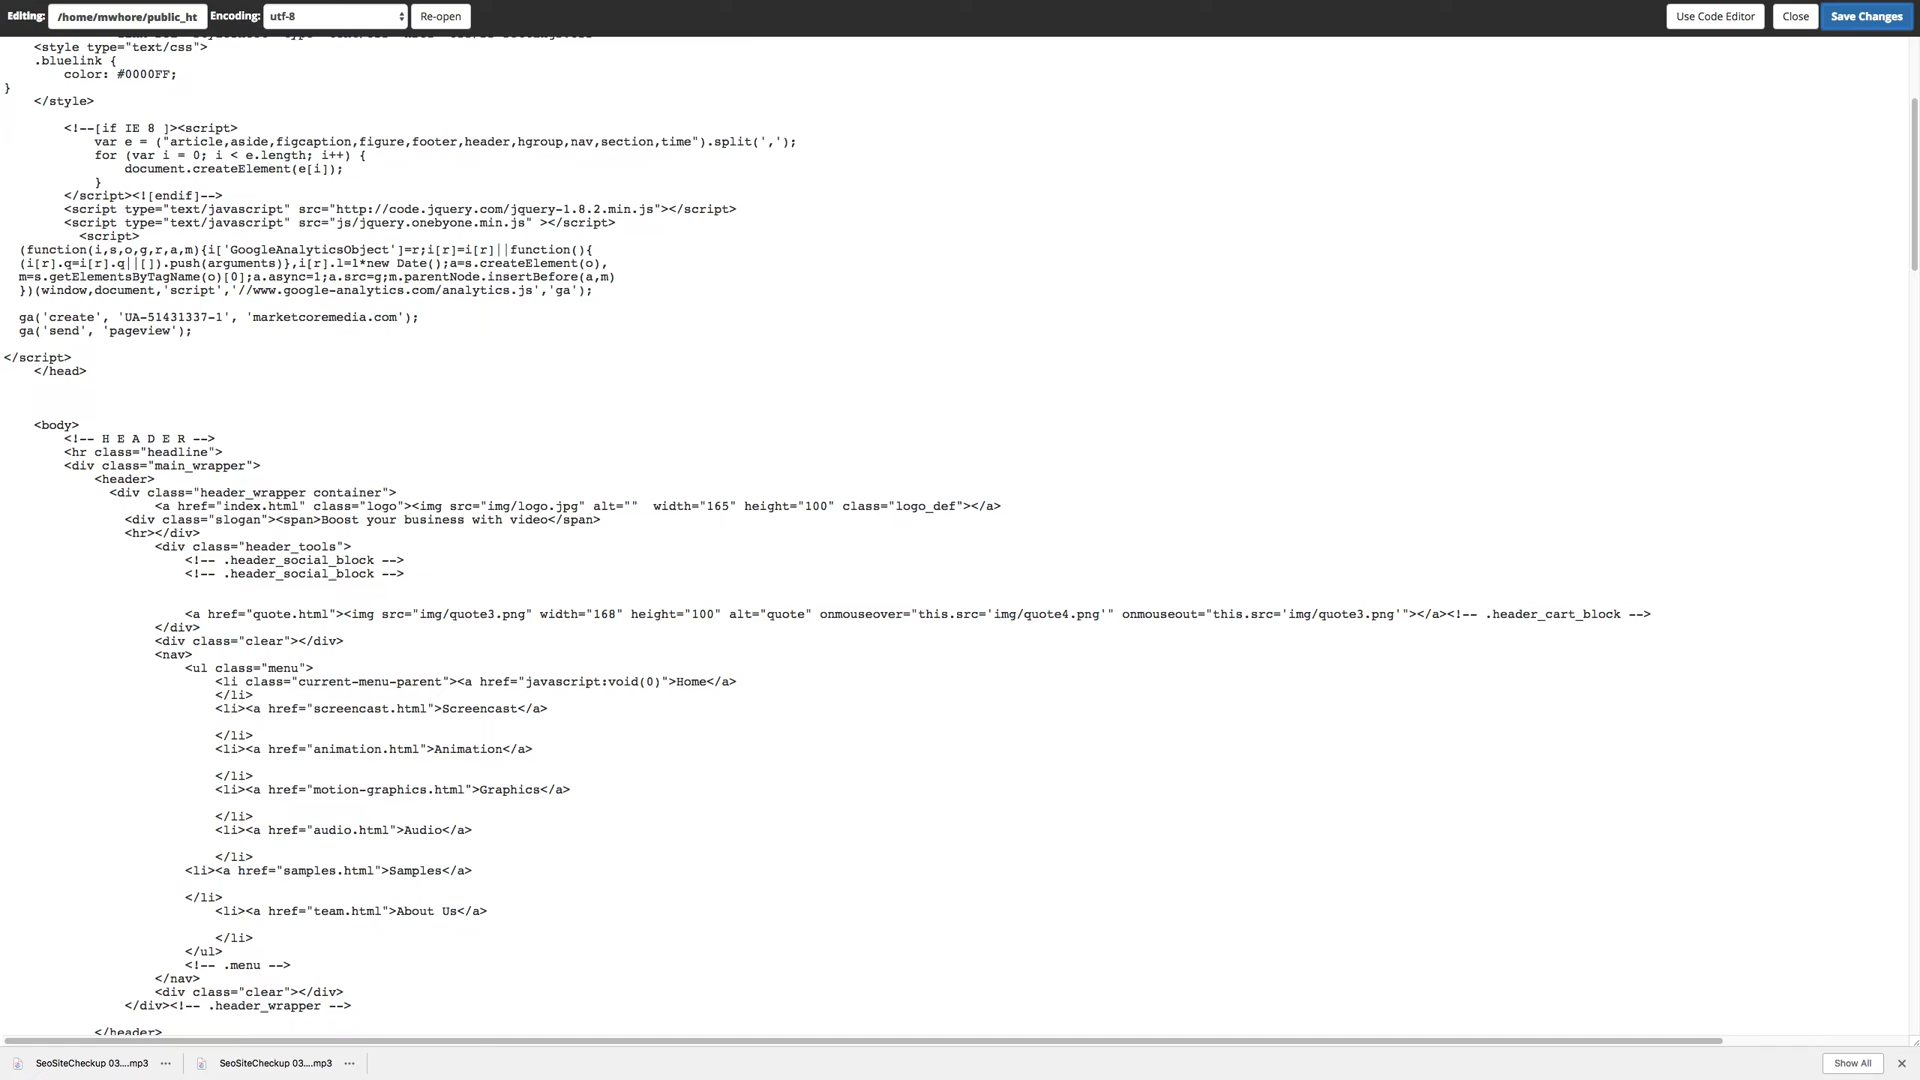 Editing: /home/mwhore/public_ht Encoding: utf-8 Re-open Use Code Editor Close Save Changes
<style type="text/css">
.bluelink {
color: #0000FF;
}
</style>
<!--[if IE 8 ]><script>
var e = ("article,aside,figcaption,figure,footer,header,hgroup,nav,section,time").split(',');
for (var i = 0; i < e.length; i++) {
document.createElement(e[i]);
}
</script><![endif]-->
<script type="text/javascript" src="http://code.jquery.com/jquery-1.8.2.min.js"></script>
<script type="text/javascript" src="js/jquery.onebyone.min.js" ></script>
<script>
(function(i,s,o,g,r,a,m){i['GoogleAnalyticsObject']=r;i[r]=i[r]||function(){
(i[r].q=i[r].q||[]).push(arguments)},i[r].l=1*new Date();a=s.createElement(o),
m=s.getElementsByTagName(o)[0];a.async=1;a.src=g;m.parentNode.insertBefore(a,m)
})(window,document,'script','//www.google-analytics.com/analytics.js','ga');
ga('create', 'UA-51431337-1', 'marketcoremedia.com');
ga('send', 'pageview');
</script>
</head>
<body>
<!-- H E A D E R -->
<hr class="headline">
<div class="main_wrapper">
<header>
<div class="header_wrapper container">
<a href="index.html" class="logo"><img src="img/logo.jpg" alt=""  width="165" height="100" class="logo_def"></a>
<div class="slogan"><span>Boost your business with video</span>
<hr></div>
<div class="header_tools">
<!-- .header_social_block -->
<!-- .header_social_block -->
<a href="quote.html"><img src="img/quote3.png" width="168" height="100" alt="quote" onmouseover="this.src='img/quote4.png'" onmouseout="this.src='img/quote3.png'"></a><!-- .header_cart_block -->
</div>
<div class="clear"></div>
<nav>
<ul class="menu">
<li class="current-menu-parent"><a href="javascript:void(0)">Home</a>
</li>
<li><a href="screencast.html">Screencast</a>
</li>
<li><a href="animation.html">Animation</a>
</li>
<li><a href="motion-graphics.html">Graphics</a>
</li>
<li><a href="audio.html">Audio</a>
</li>
<li><a href="samples.html">Samples</a>
</li>
<li><a href="team.html">About Us</a>
</li>
</ul>
<!-- .menu -->
</nav>
<div class="clear"></div>
</div><!-- .header_wrapper -->
</header>
SeoSiteCheckup 03....mp3 SeoSiteCheckup 03....mp3 Show All